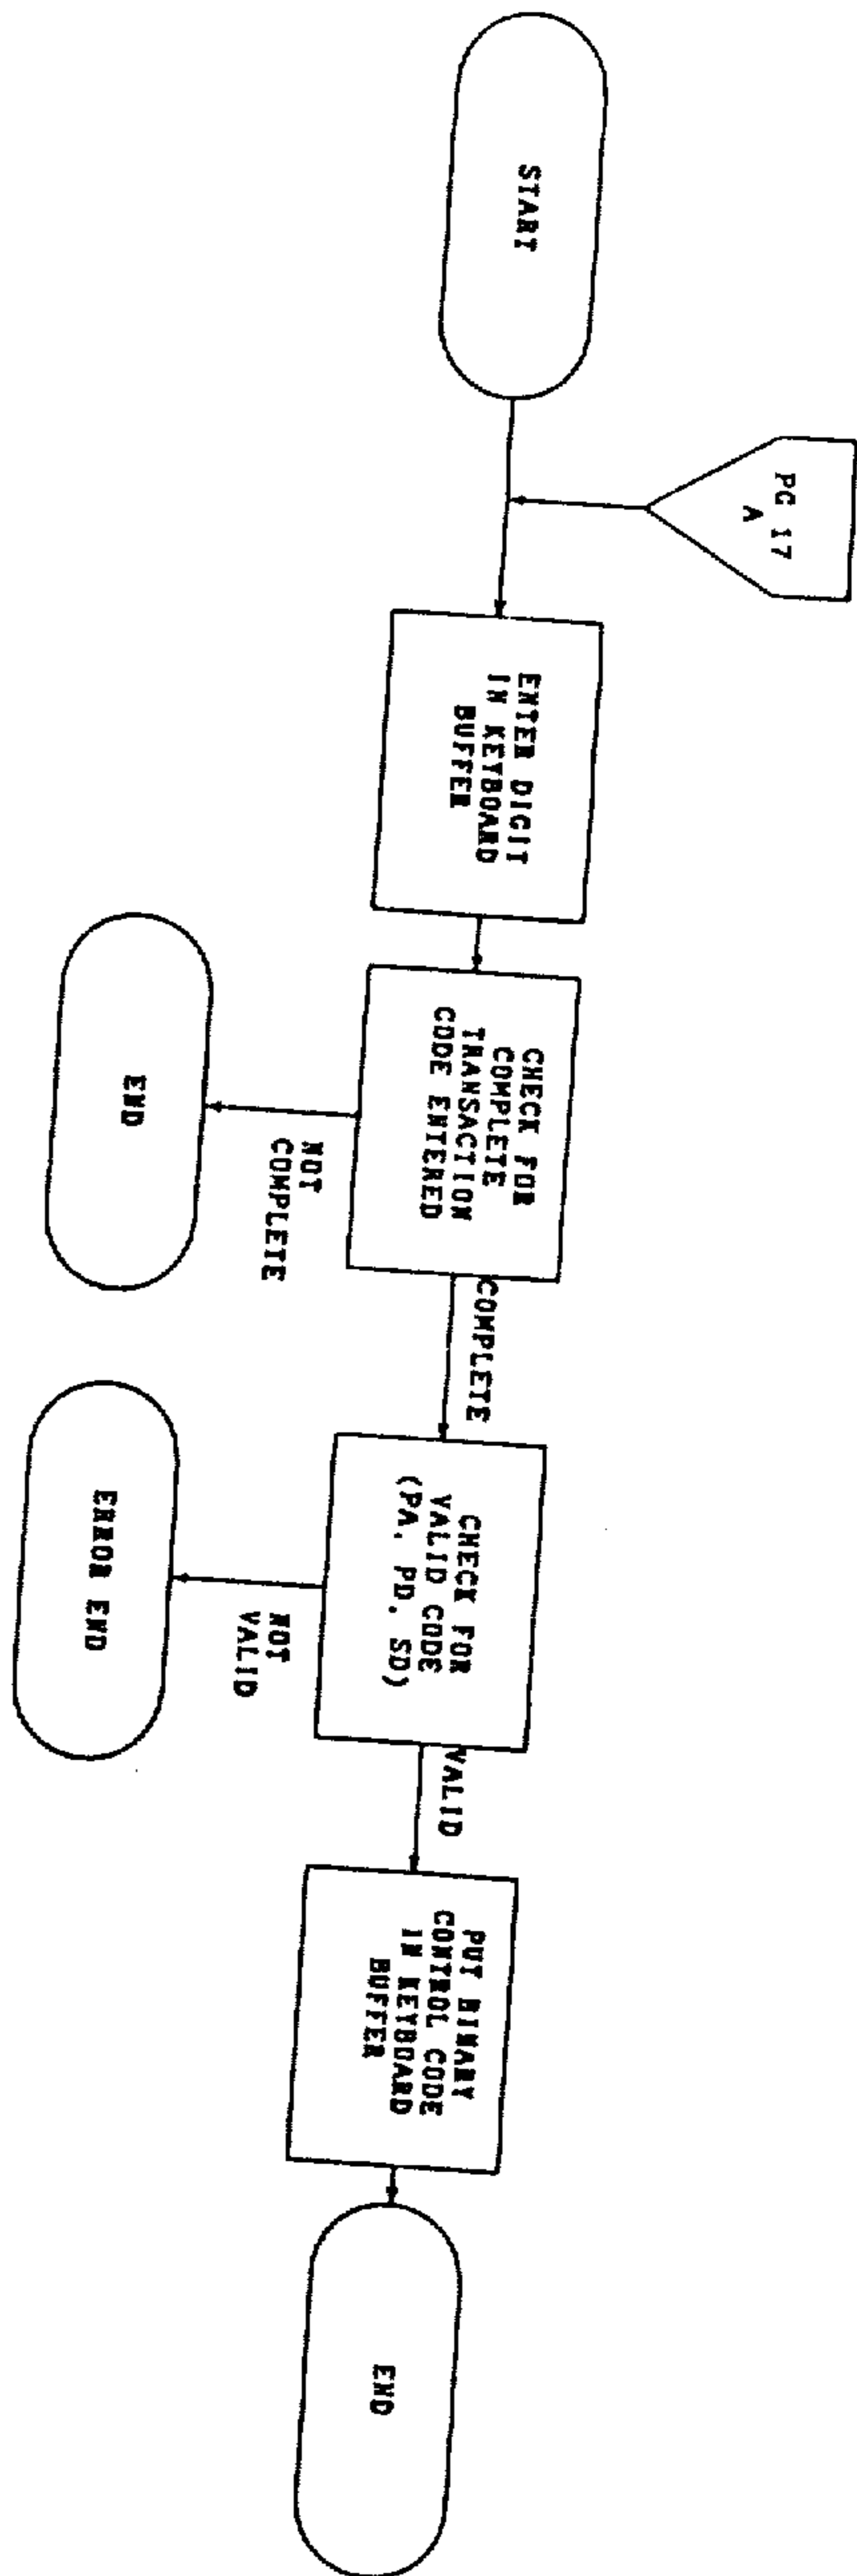 START
PG 17
A
ENTER DIGIT
IN KEYBOARD
BUFFER
CHECK FOR
COMPLETE
TRANSACTION
CODE ENTERED
NOT
COMPLETE
END
COMPLETE
CHECK FOR
VALID CODE
(PA, PD, SD)
NOT
VALID
ERROR END
VALID
PUT BINARY
CONTROL CODE
IN KEYBOARD
BUFFER
END